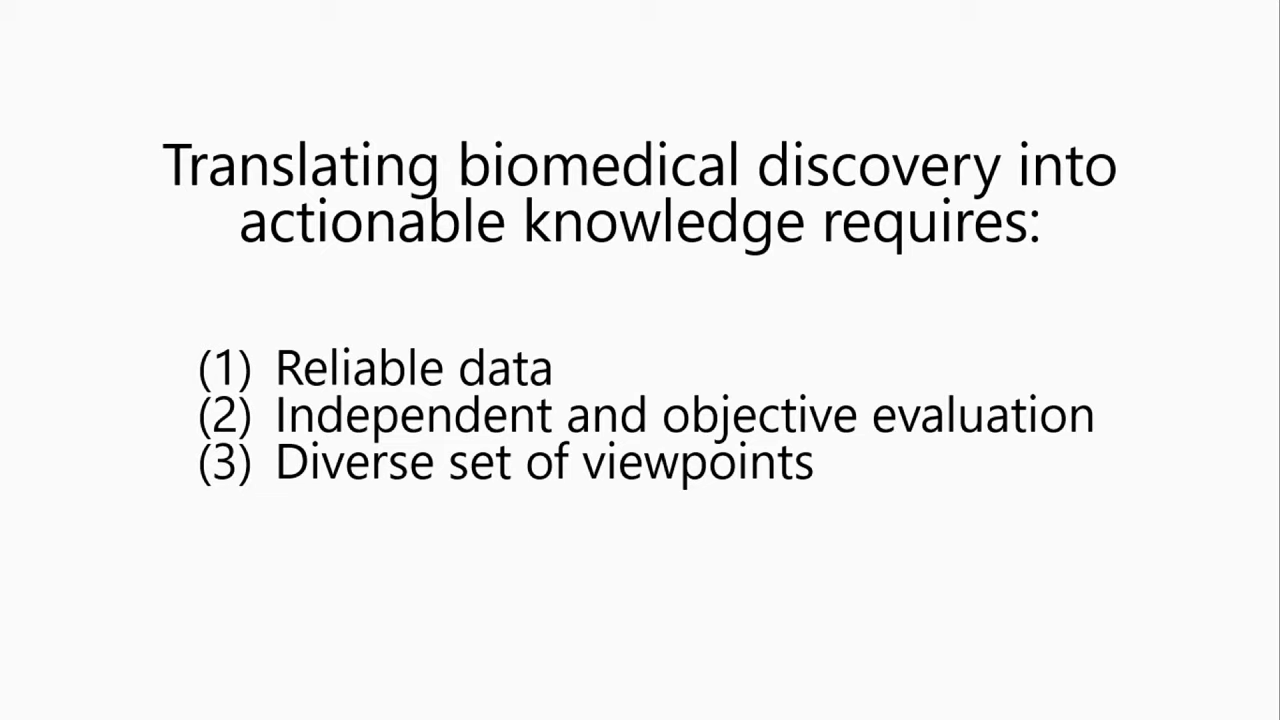 Translating biomedical discovery into
actionable knowledge requires:
(1) Reliable data
(2) Independent and objective evaluation
(3) Diverse set of viewpoints